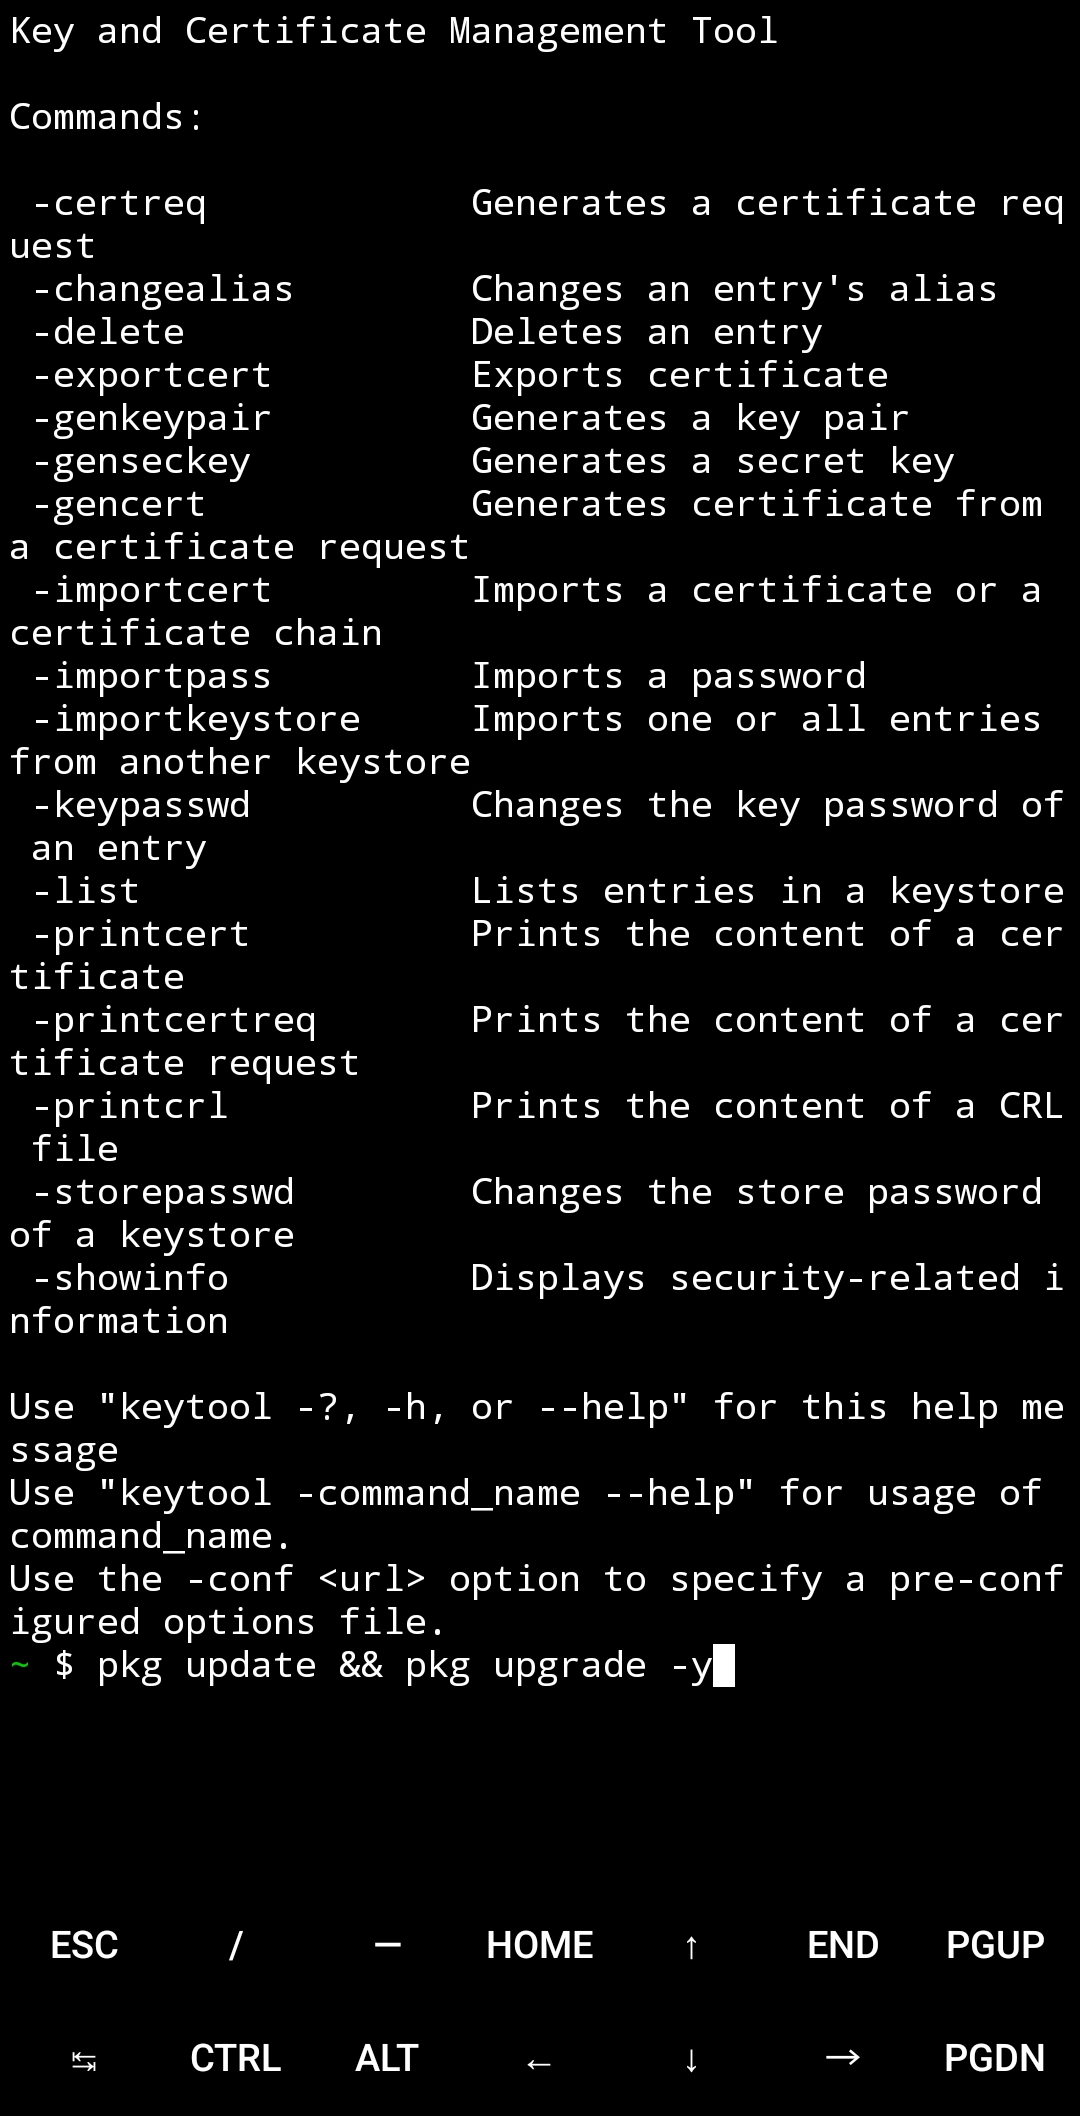 Key and Certificate Management Tool
Commands:
 -certreq            Generates a certificate req
uest
 -changealias        Changes an entry's alias
 -delete             Deletes an entry
 -exportcert         Exports certificate
 -genkeypair         Generates a key pair
 -genseckey          Generates a secret key
 -gencert            Generates certificate from
a certificate request
 -importcert         Imports a certificate or a
certificate chain
 -importpass         Imports a password
 -importkeystore     Imports one or all entries
from another keystore
 -keypasswd          Changes the key password of
 an entry
 -list               Lists entries in a keystore
 -printcert          Prints the content of a cer
tificate
 -printcertreq       Prints the content of a cer
tificate request
 -printcrl           Prints the content of a CRL
 file
 -storepasswd        Changes the store password
of a keystore
 -showinfo           Displays security-related i
nformation
Use "keytool -?, -h, or --help" for this help me
ssage
Use "keytool -command_name --help" for usage of
command_name.
Use the -conf <url> option to specify a pre-conf
igured options file.
~ $ pkg update && pkg upgrade -y
ESC / — HOME ↑ END PGUP
↹ CTRL ALT ← ↓ → PGDN